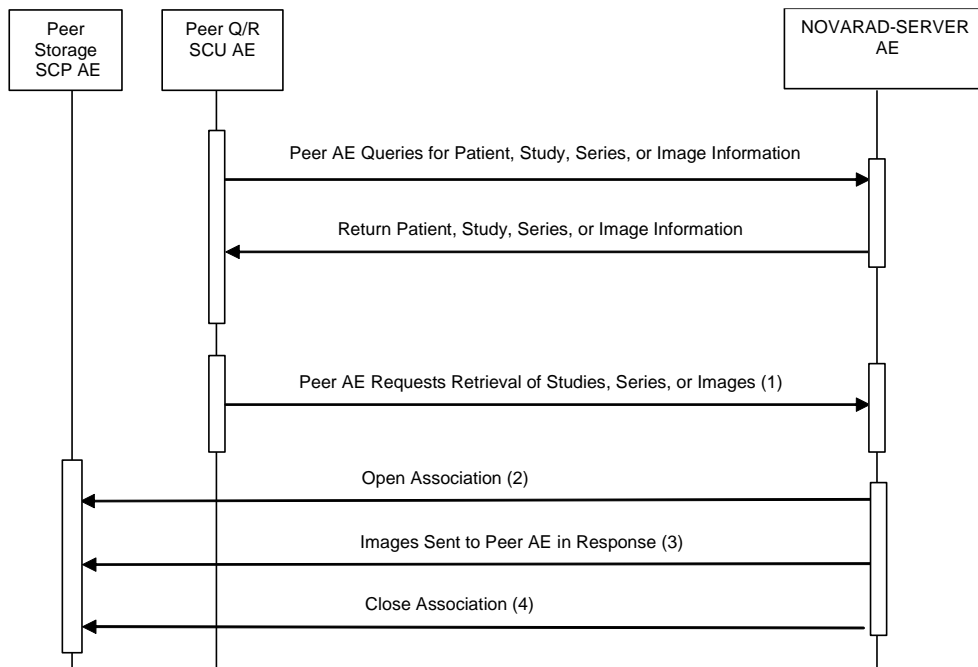 Peer
Storage
SCP AE
Peer Q/R
SCU AE
NOVARAD-SERVER
AE
Peer AE Queries for Patient, Study, Series, or Image Information
Return Patient, Study, Series, or Image Information
Peer AE Requests Retrieval of Studies, Series, or Images (1)
Open Association (2)
Images Sent to Peer AE in Response (3)
Close Association (4)